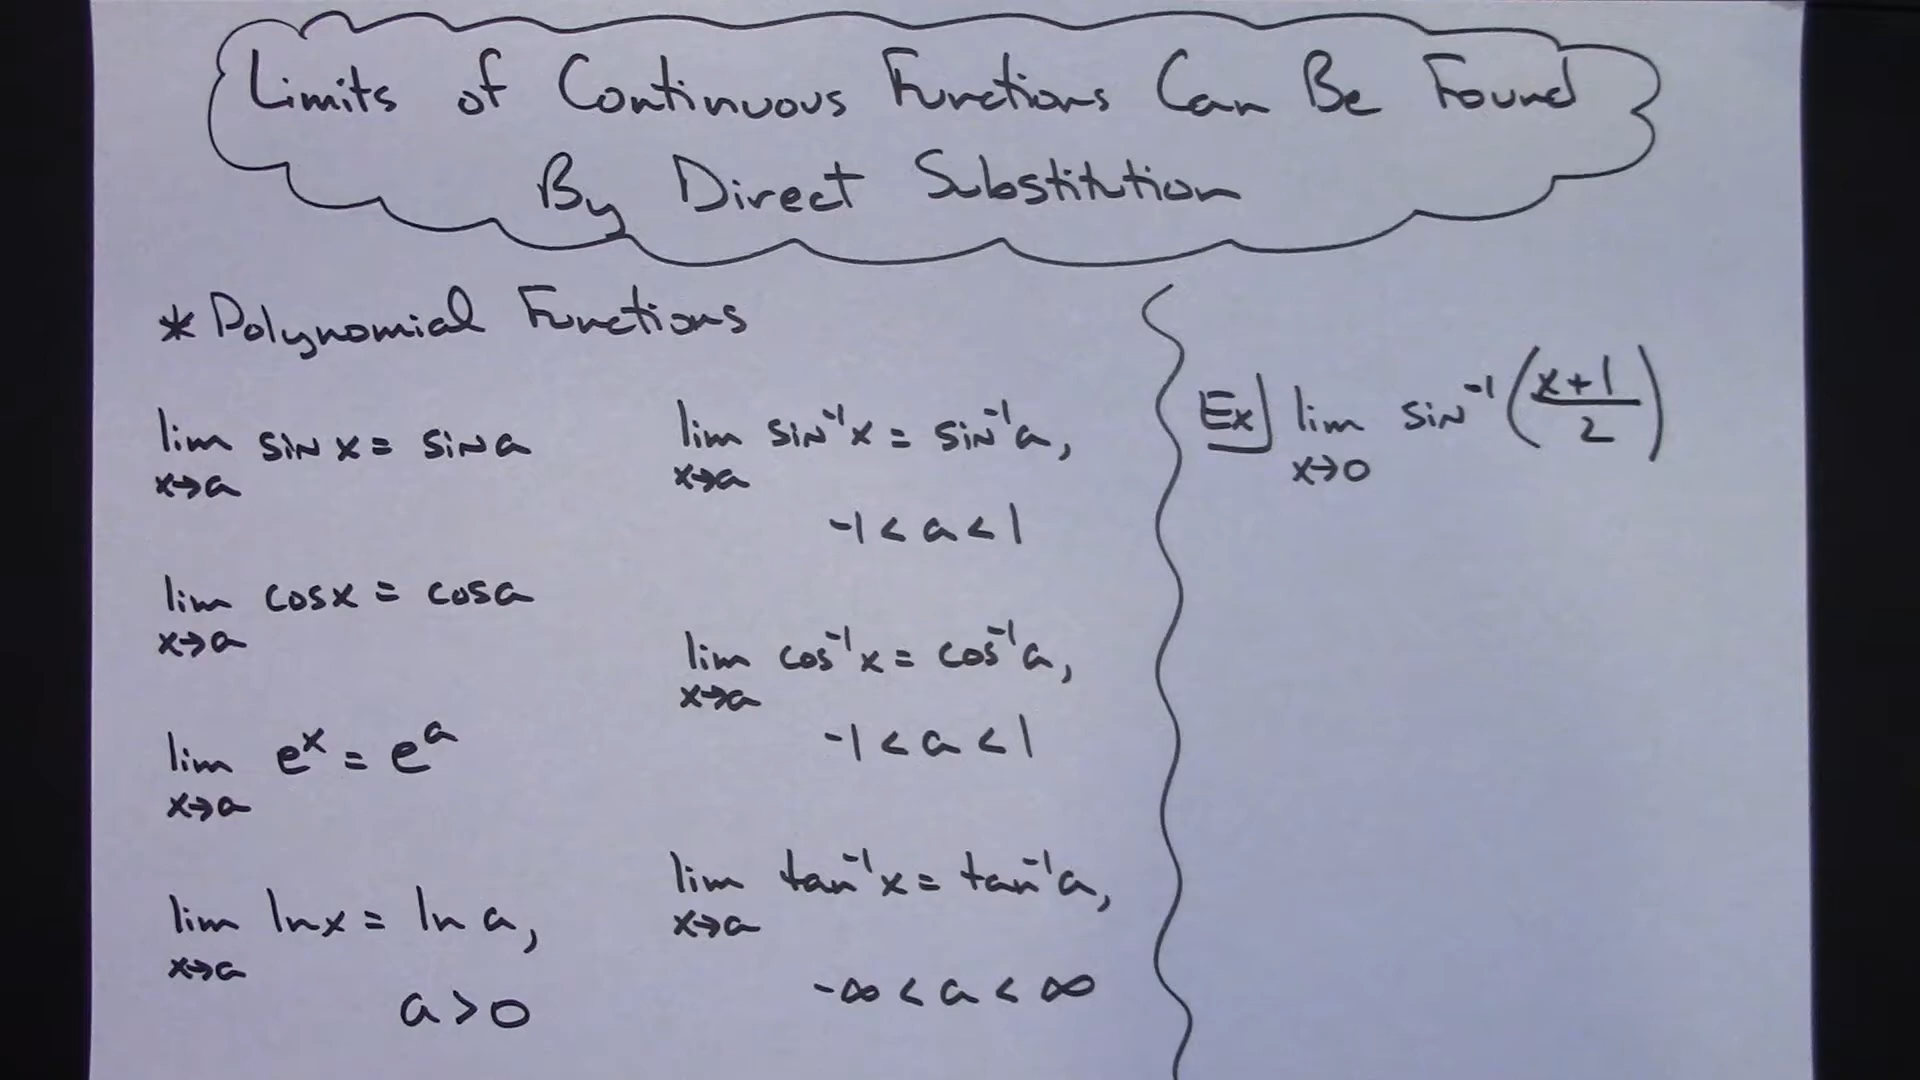 Limits of Continuous Functions Can Be Found
By Direct Substitution
* Polynomial Functions
lim sin x = sin a
x→a
lim cos x = cos a
x→a
lim eˣ = eᵃ
x→a
lim ln x = ln a,
x→a
a > 0
lim sin⁻¹x = sin⁻¹a,
x→a
-1 < a < 1
lim cos⁻¹x = cos⁻¹a,
x→a
-1 < a < 1
lim tan⁻¹x = tan⁻¹a,
x→a
-∞ < a < ∞
Ex] lim sin⁻¹((x+1)/2)
x→0